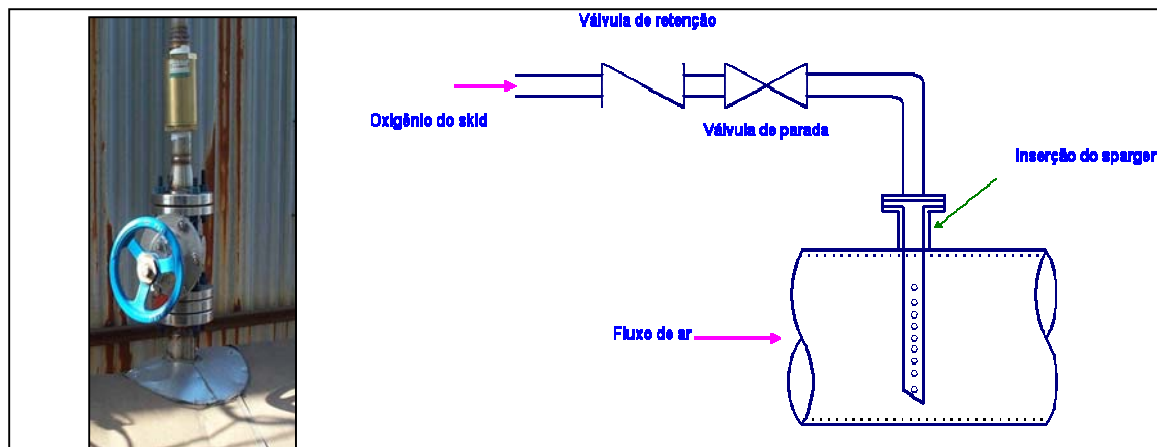 Válvula de retenção
Oxigênio do skid
Válvula de parada
Inserção do sparger
Fluxo de ar